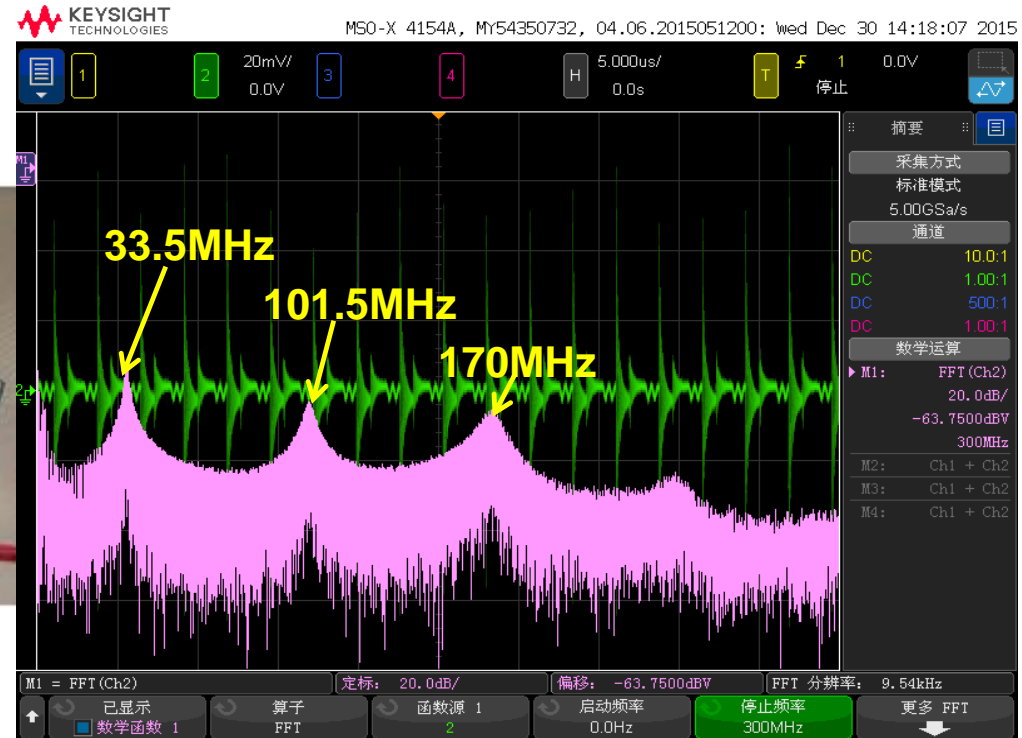 KEYSIGHT
TECHNOLOGIES
MSO-X 4154A, MY54350732, 04.06.2015051200: Wed Dec 30 14:18:07 2015
1
2
20mV/
0.0V
3
4
H
5.000us/
0.0s
T
1
停止
0.0V
摘要
采集方式
标准模式
5.00GSa/s
通道
DC 10.0:1
DC 1.00:1
DC 500:1
DC 1.00:1
数学运算
M1: FFT(Ch2)
20.0dB/
-63.7500dBV
300MHz
M2: Ch1 + Ch2
M3: Ch1 + Ch2
M4: Ch1 + Ch2
M1
33.5MHz
101.5MHz
170MHz
2
M1 = FFT(Ch2)
定标: 20.0dB/
偏移: -63.7500dBV
FFT 分辨率: 9.54kHz
已显示
数学函数 1
算子
FFT
函数源 1
2
启动频率
0.0Hz
停止频率
300MHz
更多 FFT